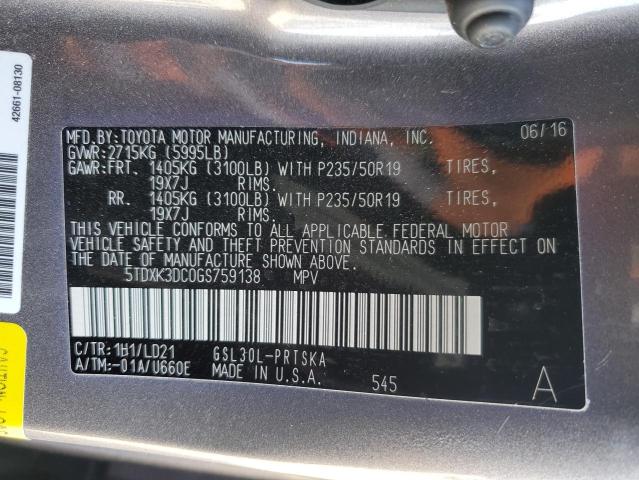 42661-08130
MFD. BY: TOYOTA MOTOR MANUFACTURING, INDIANA, INC. 06/16
GVWR: 2715KG (5995LB)
GAWR: FRT. 1405KG (3100LB) WITH P235/50R19 TIRES,
19X7J RIMS.
RR. 1405KG (3100LB) WITH P235/50R19 TIRES,
19X7J RIMS.
THIS VEHICLE CONFORMS TO ALL APPLICABLE FEDERAL MOTOR
VEHICLE SAFETY AND THEFT PREVENTION STANDARDS IN EFFECT ON
THE DATE OF MANUFACTURE SHOWN ABOVE.
5TDXK3DC0GS759138 MPV
C/TR: 1H1/LD21 GSL30L-PRTSKA
A/TM: -01A/U660E MADE IN U.S.A. 545 A